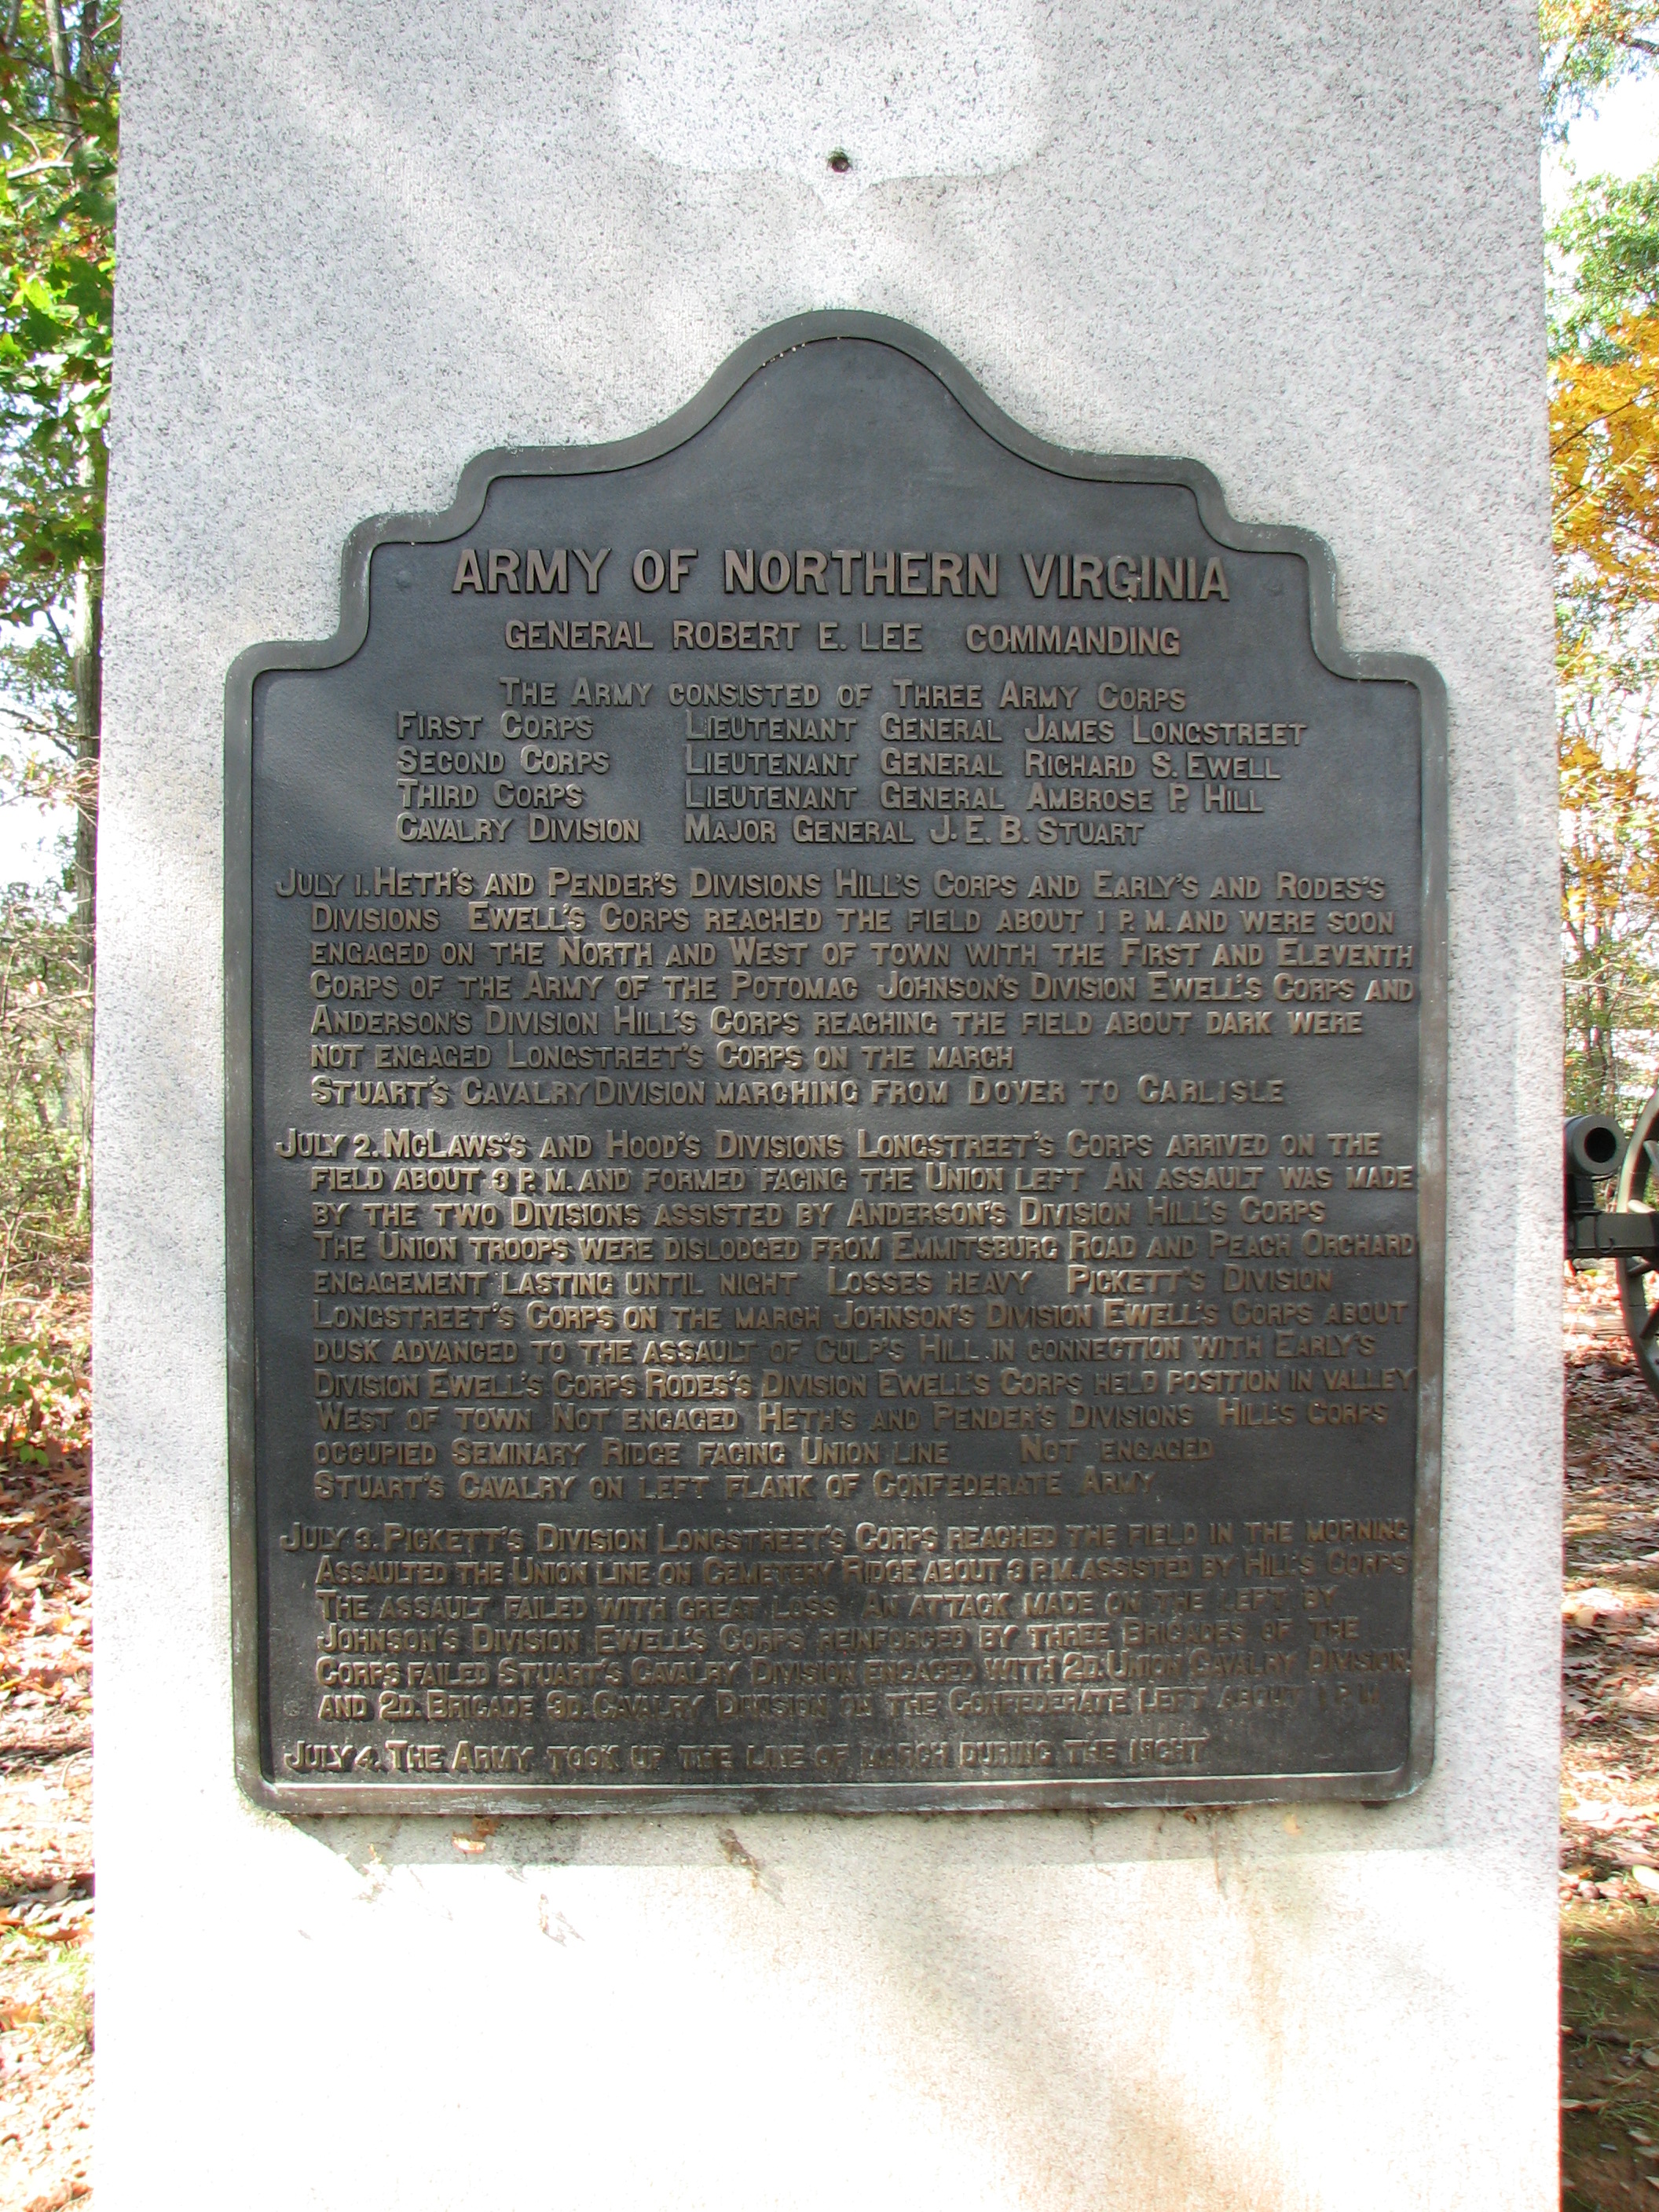 ARMY OF NORTHERN VIRGINIA
GENERAL ROBERT E. LEE COMMANDING
THE ARMY CONSISTED OF THREE ARMY CORPS
FIRST CORPS LIEUTENANT GENERAL JAMES LONGSTREET
SECOND CORPS LIEUTENANT GENERAL RICHARD S. EWELL
THIRD CORPS LIEUTENANT GENERAL AMBROSE P. HILL
CAVALRY DIVISION MAJOR GENERAL J. E. B. STUART
JULY 1. HETH'S AND PENDER'S DIVISIONS HILL'S CORPS AND EARLY'S AND RODES'S
DIVISIONS EWELL'S CORPS REACHED THE FIELD ABOUT 1 P. M. AND WERE SOON
ENGAGED ON THE NORTH AND WEST OF TOWN WITH THE FIRST AND ELEVENTH
CORPS OF THE ARMY OF THE POTOMAC JOHNSON'S DIVISION EWELL'S CORPS AND
ANDERSON'S DIVISION HILL'S CORPS REACHING THE FIELD ABOUT DARK WERE
NOT ENGAGED LONGSTREET'S CORPS ON THE MARCH
STUART'S CAVALRY DIVISION MARCHING FROM DOVER TO CARLISLE
JULY 2. MCLAWS'S AND HOOD'S DIVISIONS LONGSTREET'S CORPS ARRIVED ON THE
FIELD ABOUT 3 P. M. AND FORMED FACING THE UNION LEFT AN ASSAULT WAS MADE
BY THE TWO DIVISIONS ASSISTED BY ANDERSON'S DIVISION HILL'S CORPS
THE UNION TROOPS WERE DISLODGED FROM EMMITSBURG ROAD AND PEACH ORCHARD
ENGAGEMENT LASTING UNTIL NIGHT LOSSES HEAVY PICKETT'S DIVISION
LONGSTREET'S CORPS ON THE MARCH JOHNSON'S DIVISION EWELL'S CORPS ABOUT
DUSK ADVANCED TO THE ASSAULT OF CULP'S HILL IN CONNECTION WITH EARLY'S
DIVISION EWELL'S CORPS RODES'S DIVISION EWELL'S CORPS HELD POSITION IN VALLEY
WEST OF TOWN NOT ENGAGED HETH'S AND PENDER'S DIVISIONS HILL'S CORPS
OCCUPIED SEMINARY RIDGE FACING UNION LINE NOT ENGAGED
STUART'S CAVALRY ON LEFT FLANK OF CONFEDERATE ARMY
JULY 3. PICKETT'S DIVISION LONGSTREET'S CORPS REACHED THE FIELD IN THE MORNING
ASSAULTED THE UNION LINE ON CEMETERY RIDGE ABOUT 3 P.M. ASSISTED BY HILL'S CORPS
THE ASSAULT FAILED WITH GREAT LOSS AN ATTACK MADE ON THE LEFT BY
JOHNSON'S DIVISION EWELL'S CORPS REINFORCED BY THREE BRIGADES OF THE
CORPS FAILED STUART'S CAVALRY DIVISION ENGAGED WITH 2D. UNION CAVALRY DIVISION
AND 2D. BRIGADE 3D. CAVALRY DIVISION ON THE CONFEDERATE LEFT ABOUT 1 P. M.
JULY 4. THE ARMY TOOK UP THE LINE OF MARCH DURING THE NIGHT